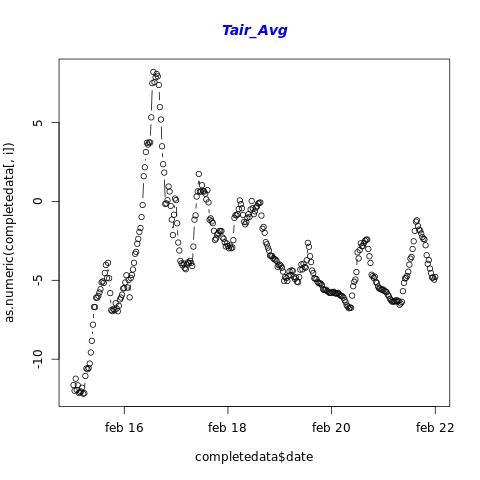 Tair_Avg
as.numeric(completedata[, i])
5
0
-5
-10
feb 16
feb 18
feb 20
feb 22
completedata$date